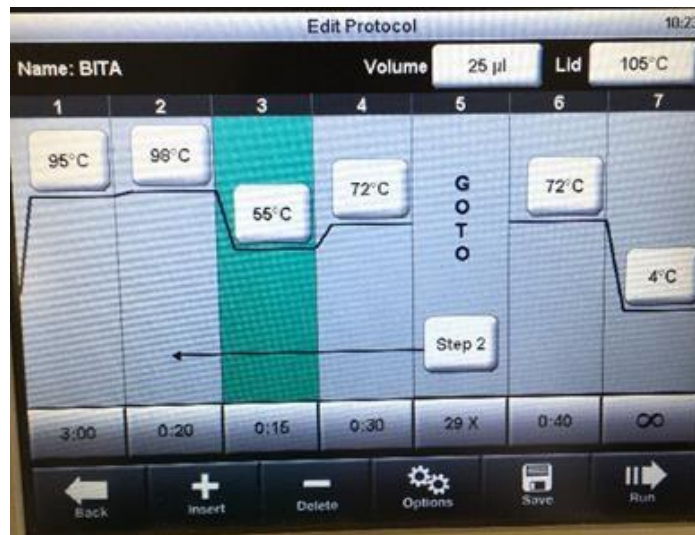 Edit Protocol 10:23
Name: BITA Volume 25 µl Lid 105°C
1 2 3 4 5 6 7
95°C 98°C 55°C 72°C GOTO 72°C 4°C
Step 2
3:00 0:20 0:15 0:30 29 X 0:40 ∞
Back Insert Delete Options Save Run